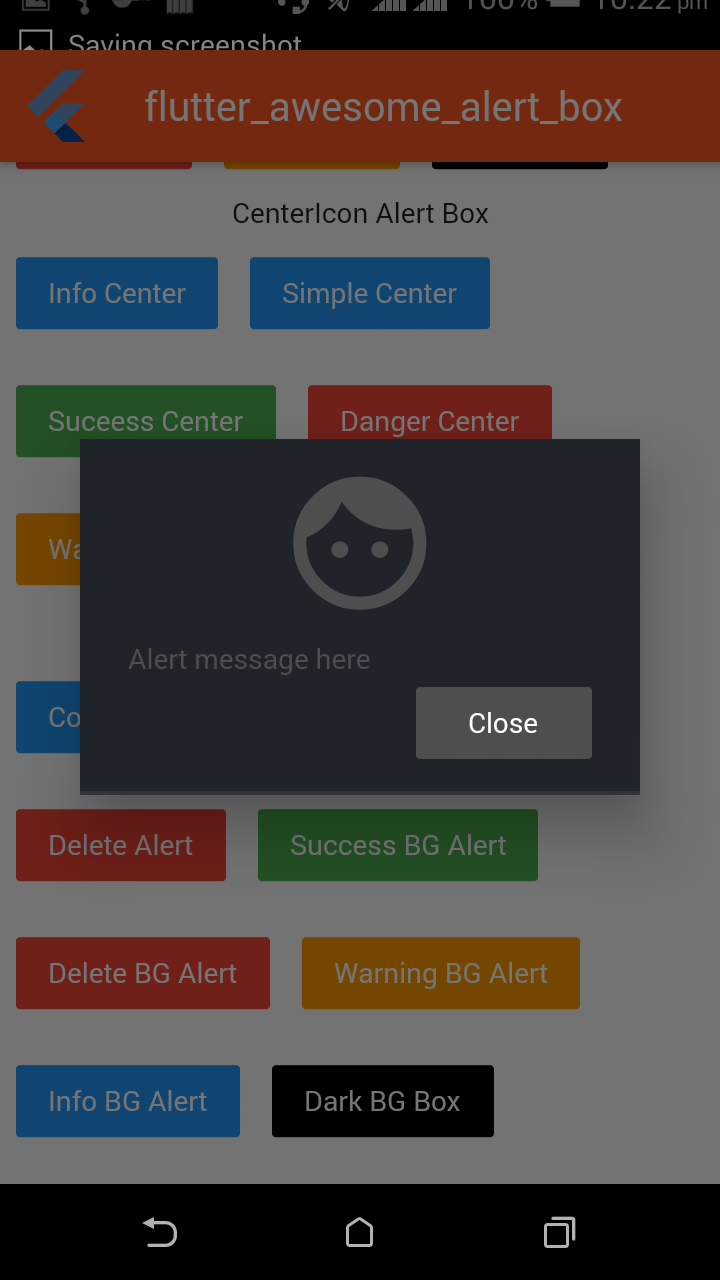 100% 10:22 pm
Saving screenshot
flutter_awesome_alert_box
CenterIcon Alert Box
Info Center Simple Center
Suceess Center Danger Center
Wa
Alert message here
Co
Close
Delete Alert Success BG Alert
Delete BG Alert Warning BG Alert
Info BG Alert Dark BG Box